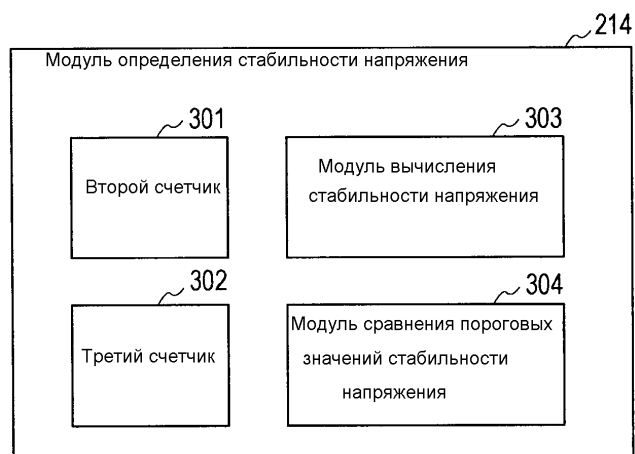 214
Модуль определения стабильности напряжения
301
Второй счетчик
303
Модуль вычисления
стабильности напряжения
302
Третий счетчик
304
Модуль сравнения пороговых
значений стабильности
напряжения